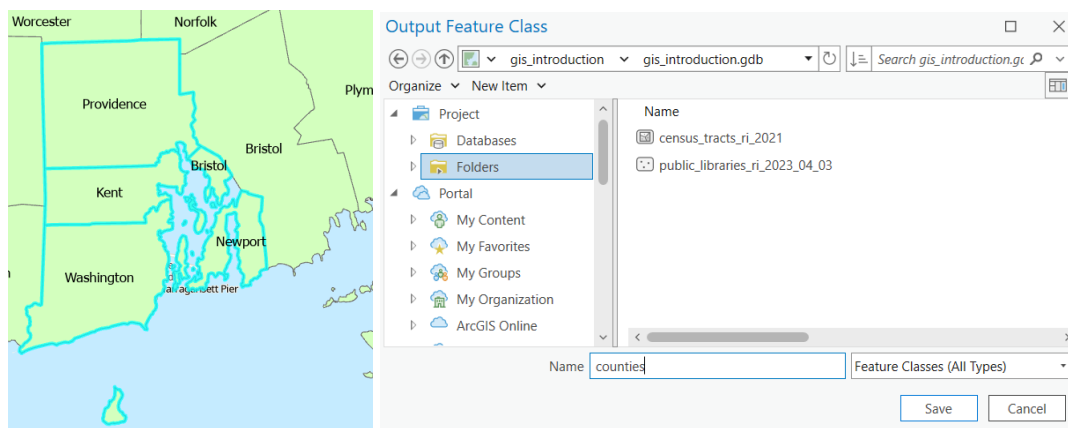 Worcester
Norfolk
Providence
Plym
Bristol
Bristol
Kent
Newport
Washington
Output Feature Class
gis_introduction gis_introduction.gdb Search gis_introduction.gc
Organize New Item
Project
Databases
Folders
Portal
My Content
My Favorites
My Groups
My Organization
ArcGIS Online
Name
census_tracts_ri_2021
public_libraries_ri_2023_04_03
Name counties Feature Classes (All Types)
Save Cancel